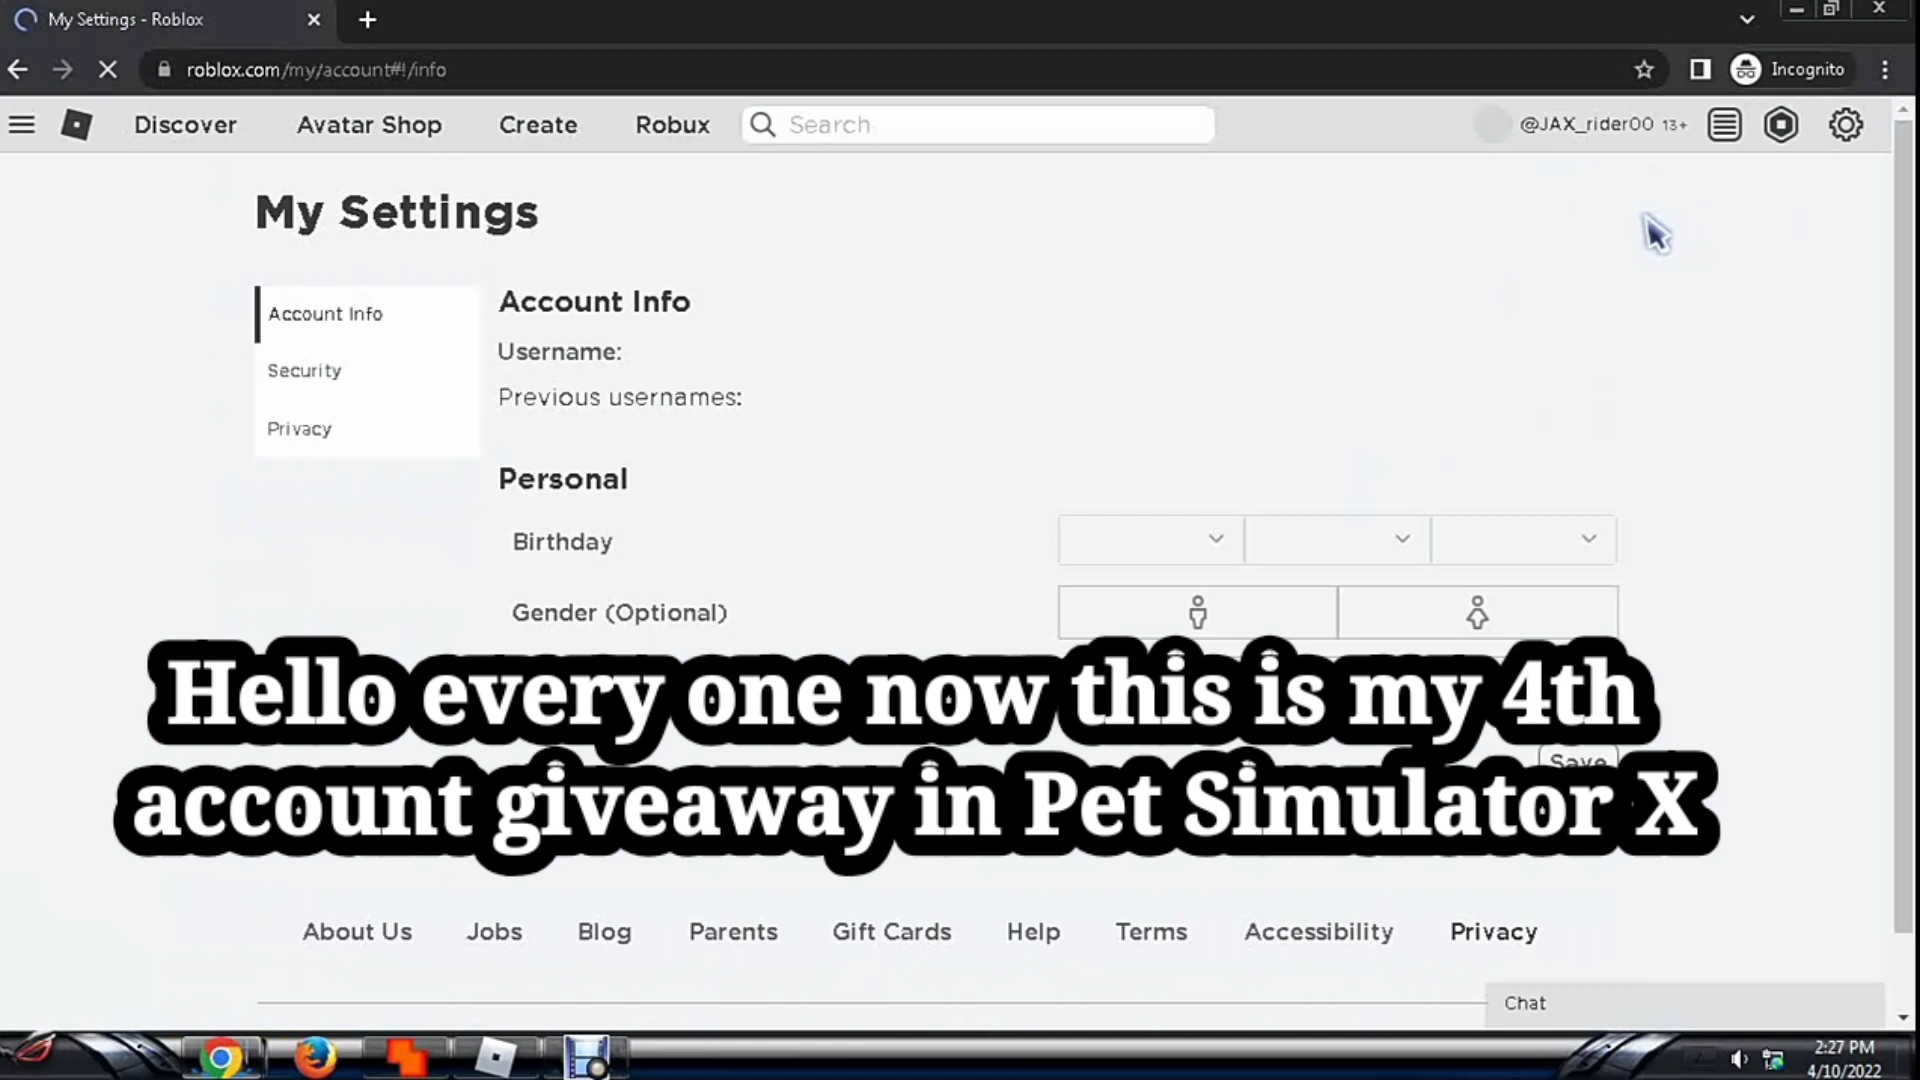 My Settings - Roblox
roblox.com/my/account#!/info
Incognito
Discover
Avatar Shop
Create
Robux
Search
@JAX_rider00 13+
My Settings
Account Info
Security
Privacy
Account Info
Username:
Previous usernames:
Personal
Birthday
Gender (Optional)
Save
Hello every one now this is my 4th
account giveaway in Pet Simulator X
About Us
Jobs
Blog
Parents
Gift Cards
Help
Terms
Accessibility
Privacy
Chat
2:27 PM
4/10/2022